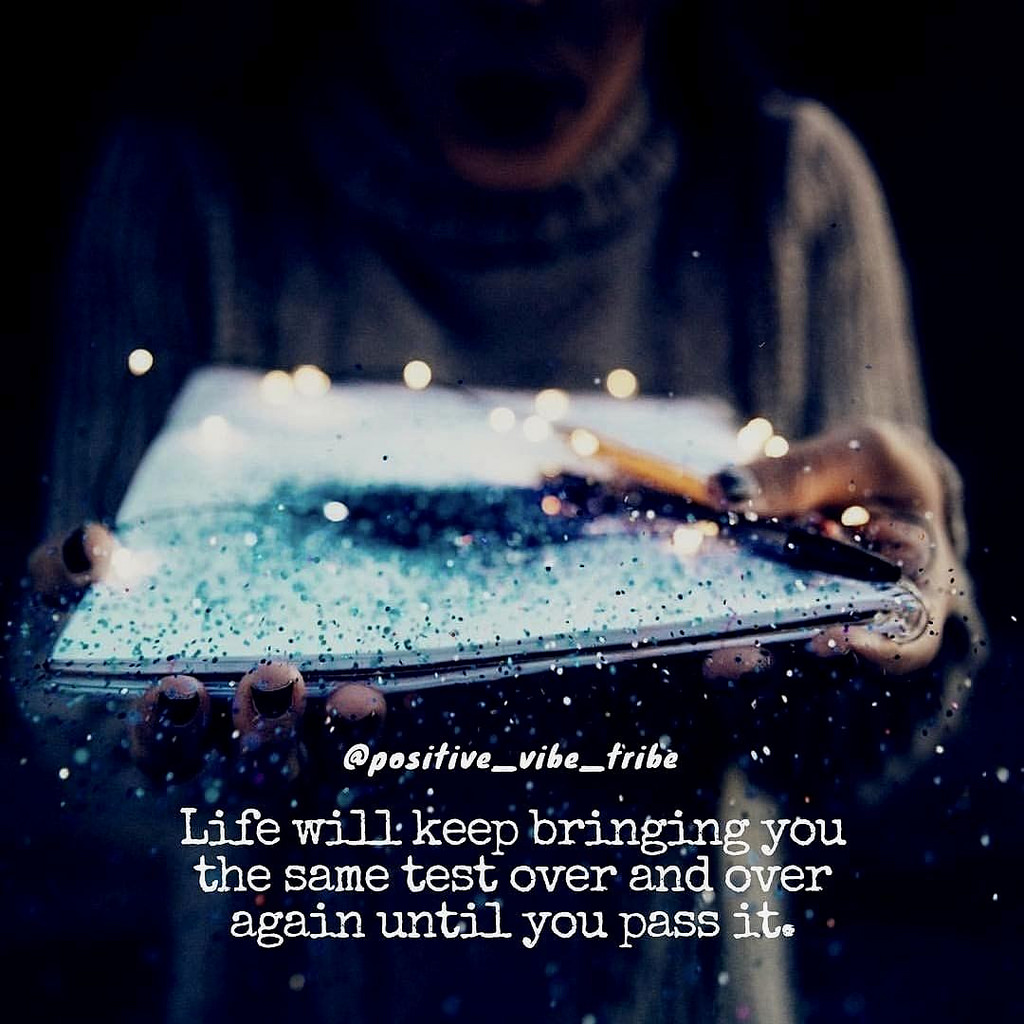 @positive_vibe_tribe
Life will keep bringing you
the same test over and over
again until you pass it.